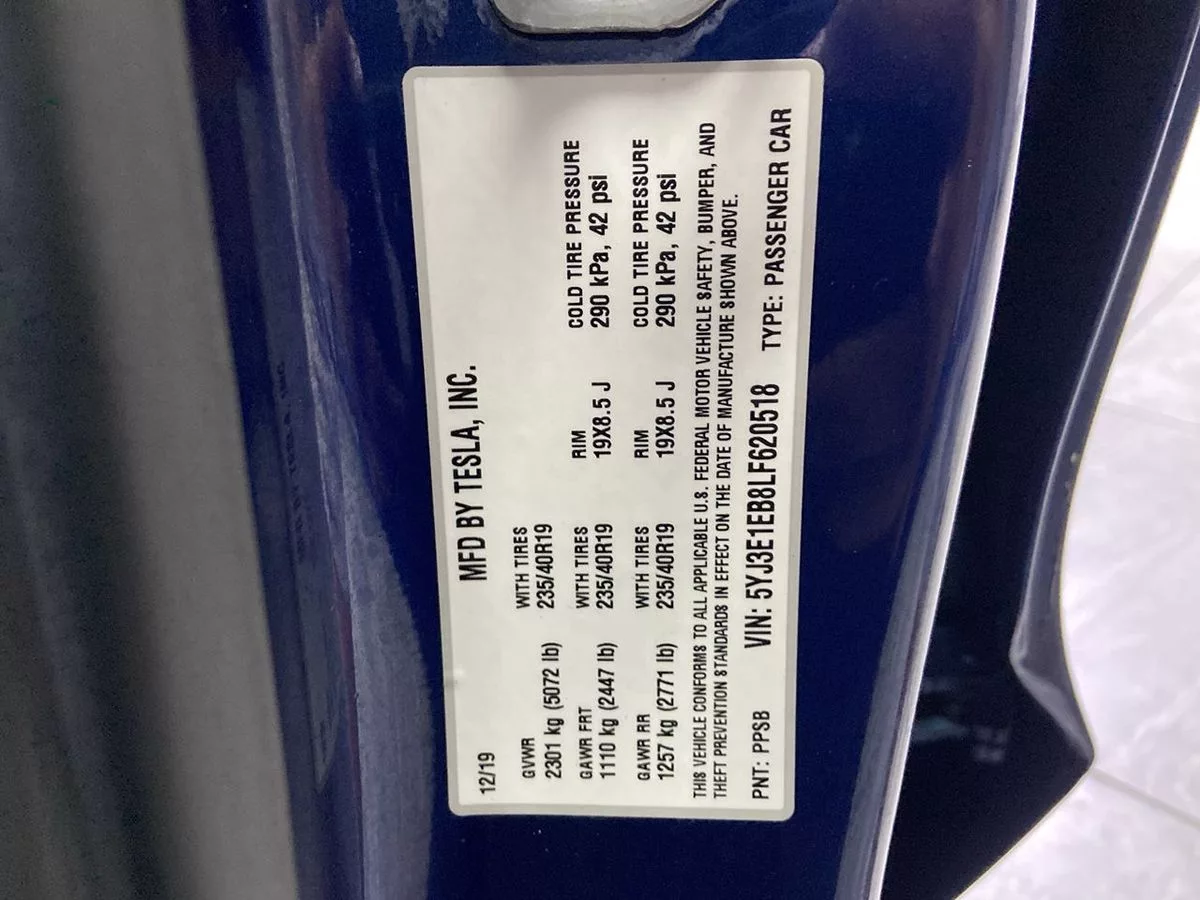 MFD BY TESLA, INC.
12/19
GVWR WITH TIRES
2301 kg (5072 lb) 235/40R19
GAWR FRT WITH TIRES RIM COLD TIRE PRESSURE
1110 kg (2447 lb) 235/40R19 19X8.5 J 290 kPa, 42 psi
GAWR RR WITH TIRES RIM COLD TIRE PRESSURE
1257 kg (2771 lb) 235/40R19 19X8.5 J 290 kPa, 42 psi
THIS VEHICLE CONFORMS TO ALL APPLICABLE U.S. FEDERAL MOTOR VEHICLE SAFETY, BUMPER, AND
THEFT PREVENTION STANDARDS IN EFFECT ON THE DATE OF MANUFACTURE SHOWN ABOVE.
PNT: PPSB VIN: 5YJ3E1EB8LF620518 TYPE: PASSENGER CAR